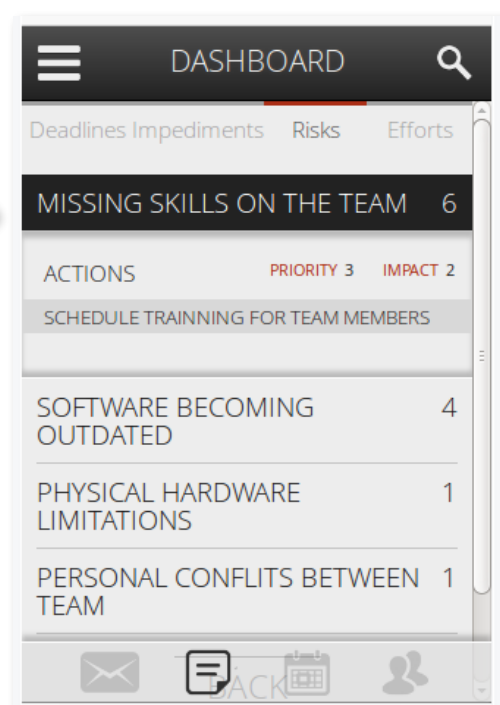 DASHBOARD
Deadlines Impediments Risks Efforts
MISSING SKILLS ON THE TEAM 6
ACTIONS PRIORITY 3 IMPACT 2
SCHEDULE TRAINNING FOR TEAM MEMBERS
SOFTWARE BECOMING 4
OUTDATED
PHYSICAL HARDWARE 1
LIMITATIONS
PERSONAL CONFLITS BETWEEN 1
TEAM
BACK